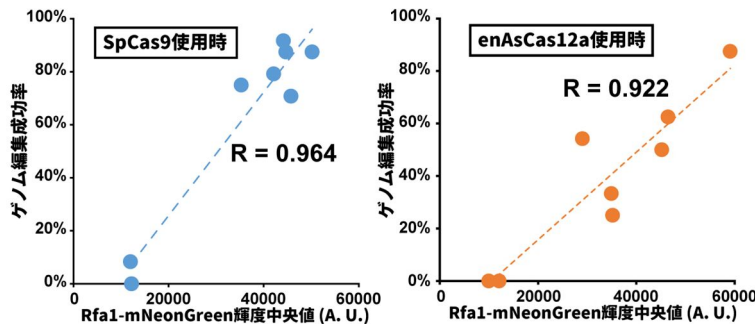 SpCas9使用時
ゲノム編集成功率
100%
80%
60%
40%
20%
0%
R = 0.964
0
20000
40000
60000
Rfa1-mNeonGreen輝度中央値 (A. U.)
enAsCas12a使用時
ゲノム編集成功率
100%
80%
60%
40%
20%
0%
R = 0.922
0
20000
40000
60000
Rfa1-mNeonGreen輝度中央値 (A. U.)